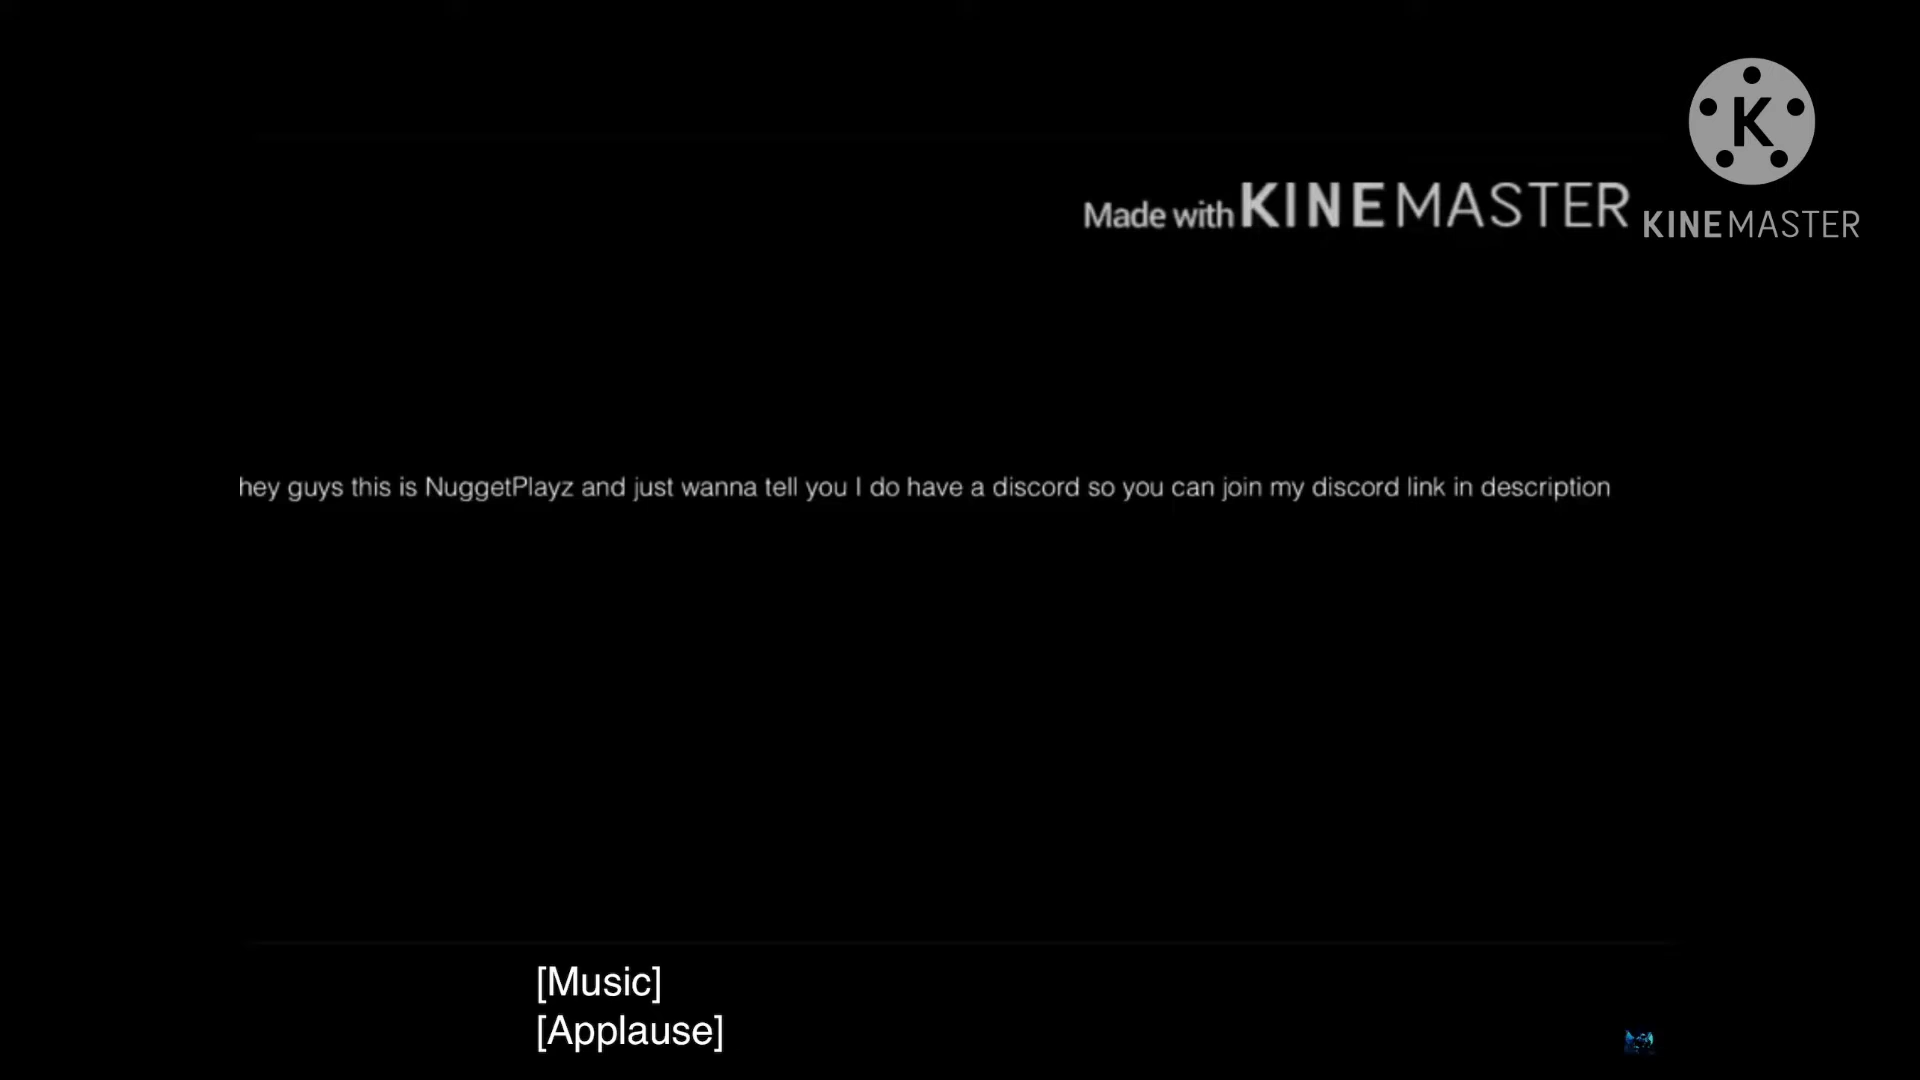 K
Made with KINEMASTER
KINEMASTER
hey guys this is NuggetPlayz and just wanna tell you I do have a discord so you can join my discord link in description
[Music]
[Applause]